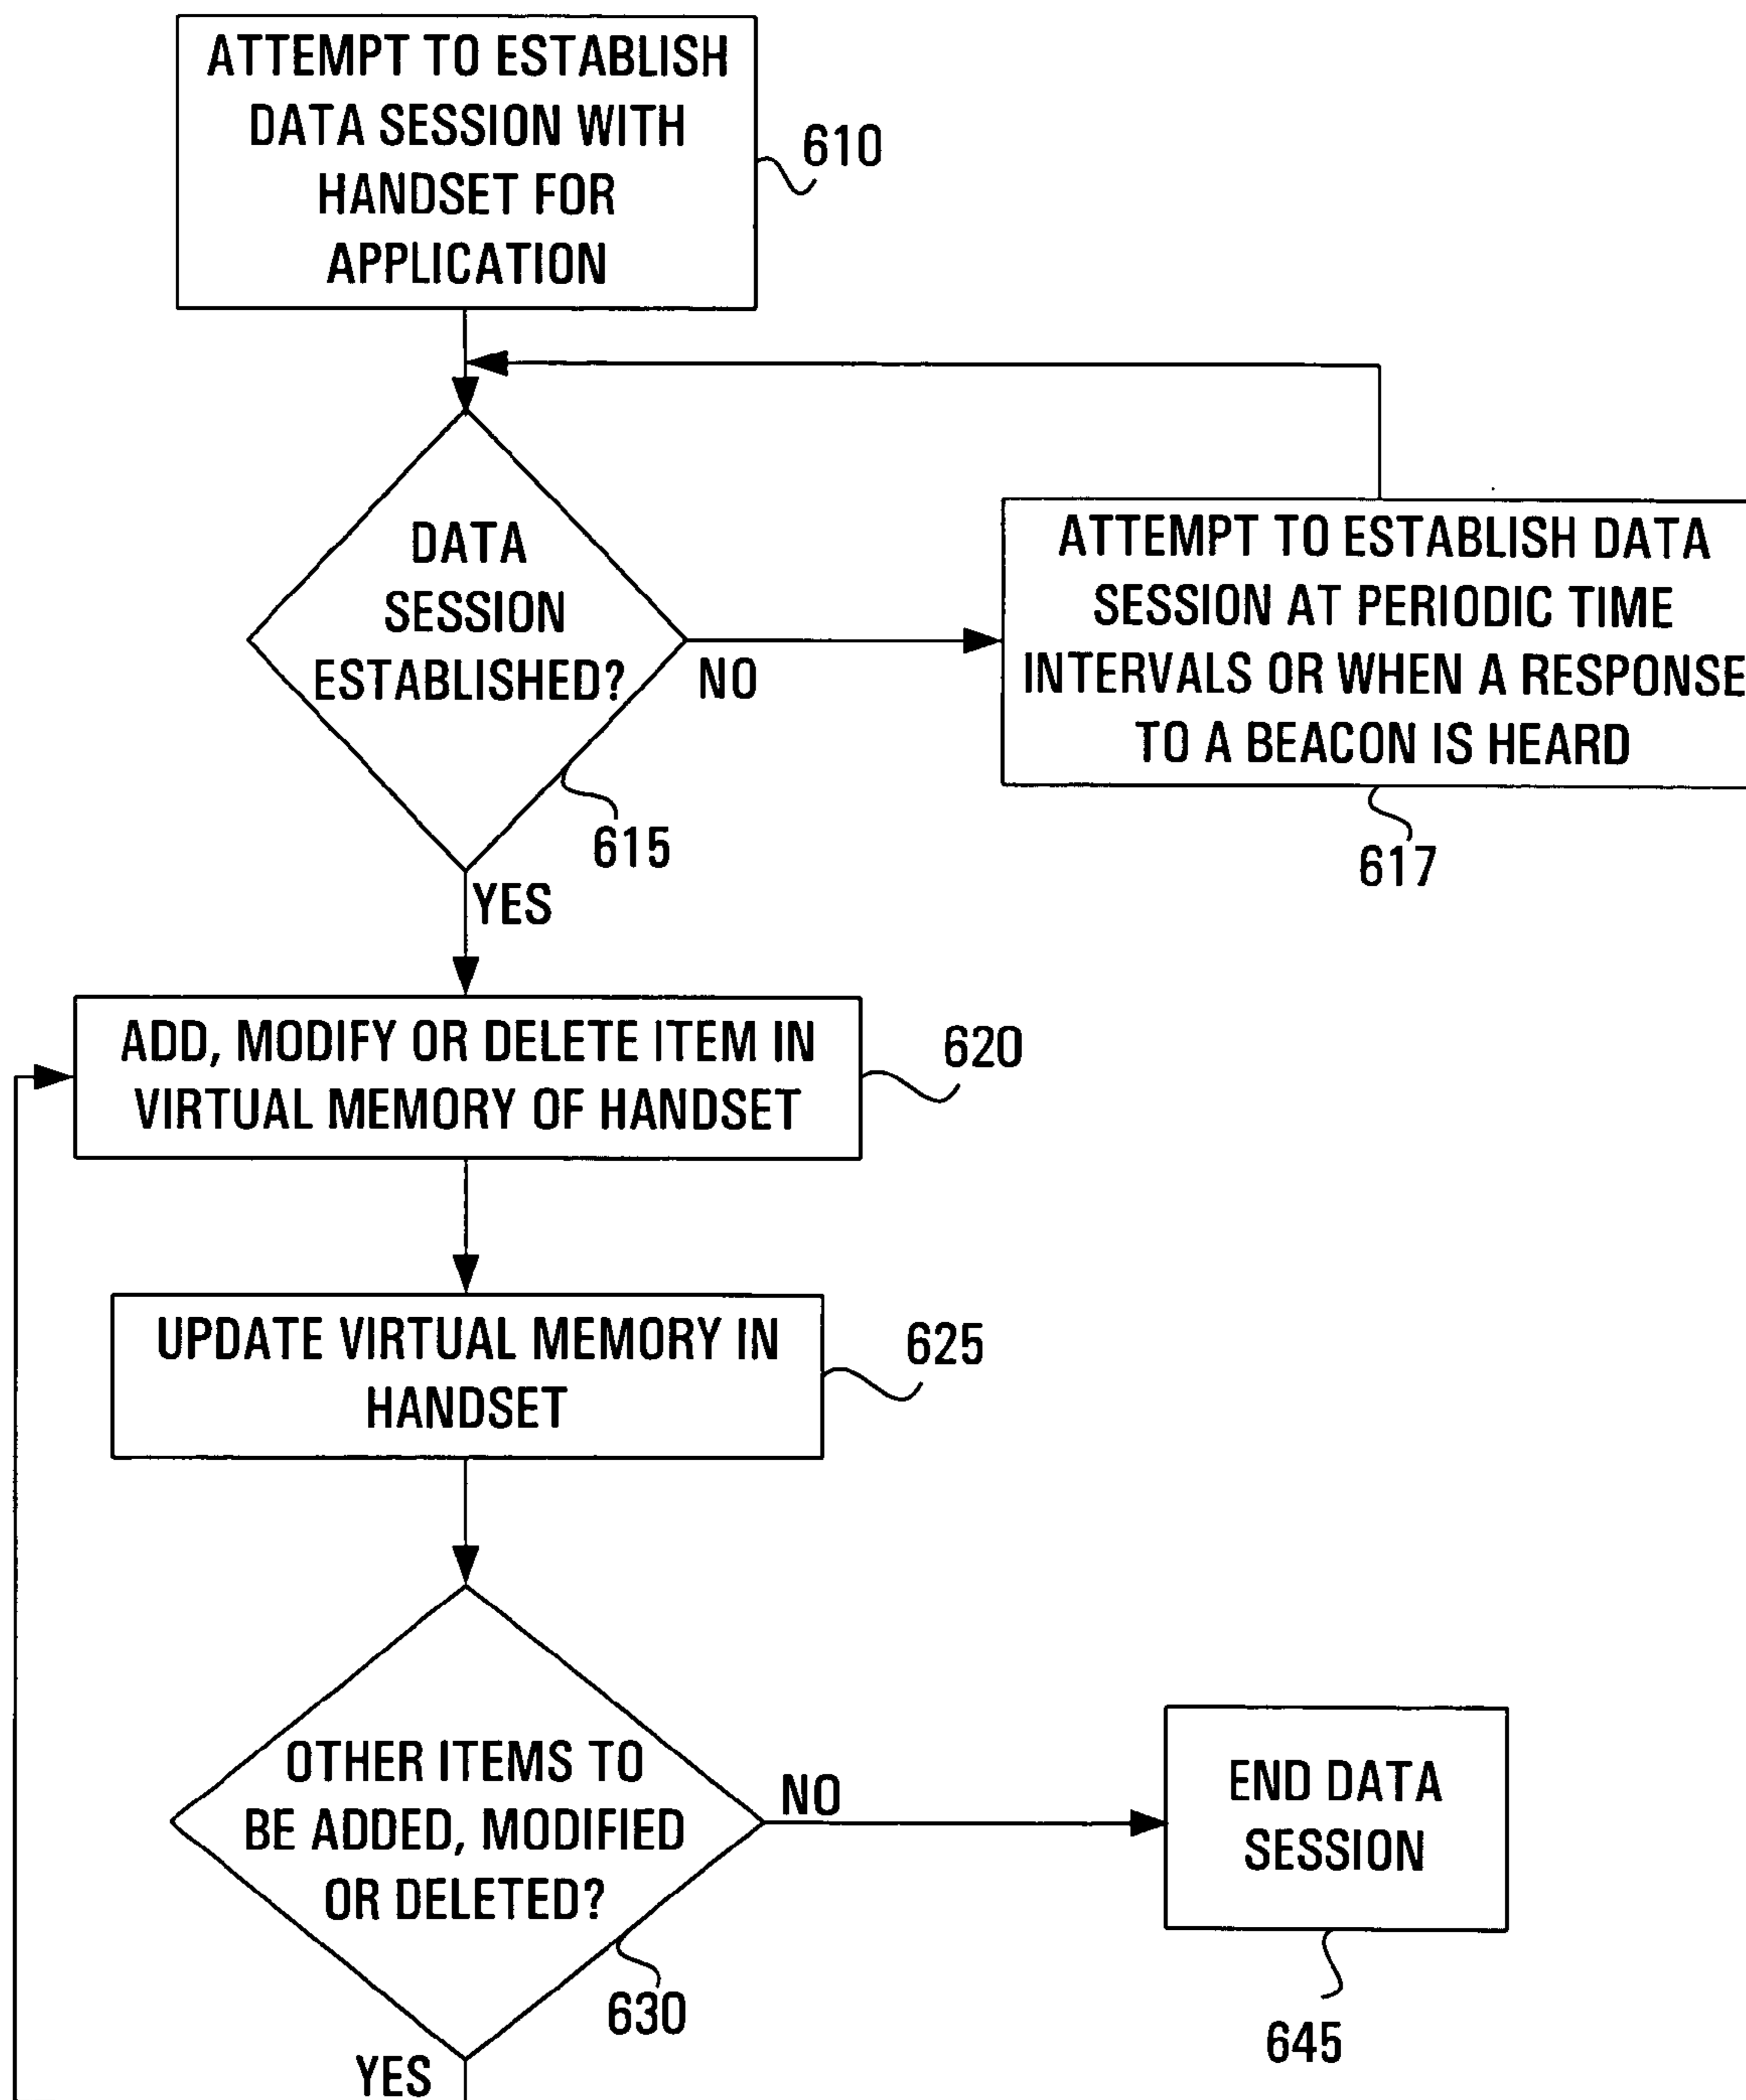 ATTEMPT TO ESTABLISH
DATA SESSION WITH
HANDSET FOR
APPLICATION
610
DATA
SESSION
ESTABLISHED?
NO
615
YES
ATTEMPT TO ESTABLISH DATA
SESSION AT PERIODIC TIME
INTERVALS OR WHEN A RESPONSE
TO A BEACON IS HEARD
617
ADD, MODIFY OR DELETE ITEM IN
VIRTUAL MEMORY OF HANDSET
620
UPDATE VIRTUAL MEMORY IN
HANDSET
625
OTHER ITEMS TO
BE ADDED, MODIFIED
OR DELETED?
NO
630
YES
END DATA
SESSION
645